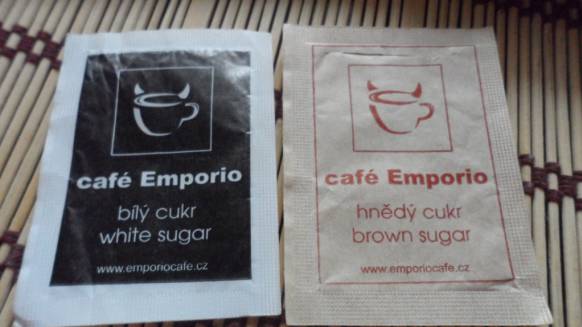 café Emporio
bílý cukr
white sugar
www.emporiocafe.cz
café Emporio
hnědý cukr
brown sugar
www.emporiocafe.cz